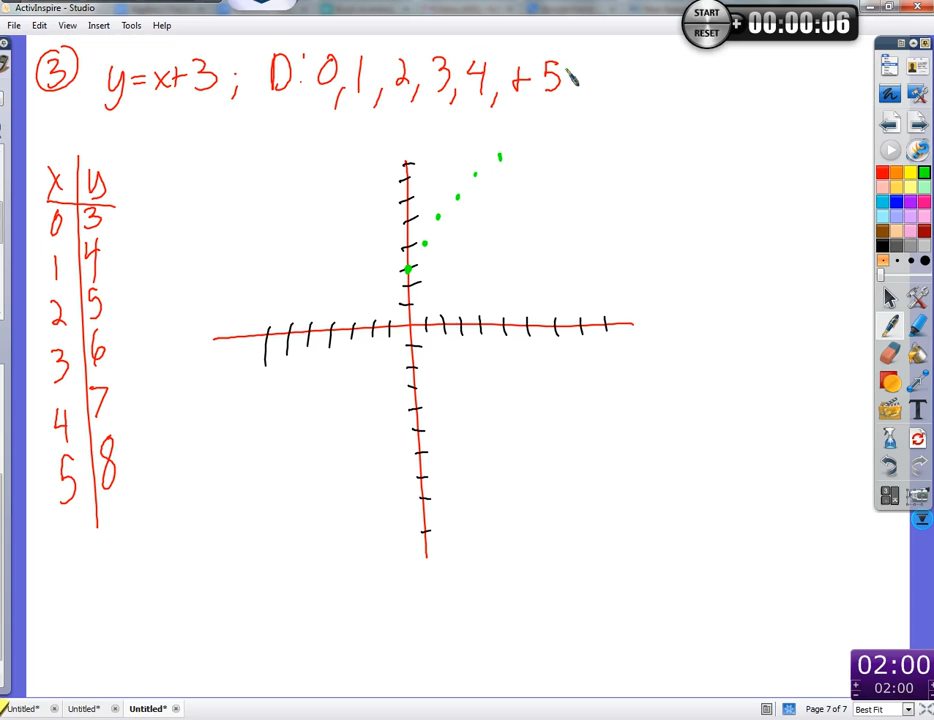 ActivInspire - Studio
File Edit View Insert Tools Help
START
RESET
+ 00:00:06
③ y=x+3; D: 0,1,2,3,4,+5
x y
0 3
1 4
2 5
3 6
4 7
5 8
02:00
02:00
Untitled* Untitled* Untitled* Page 7 of 7 Best Fit